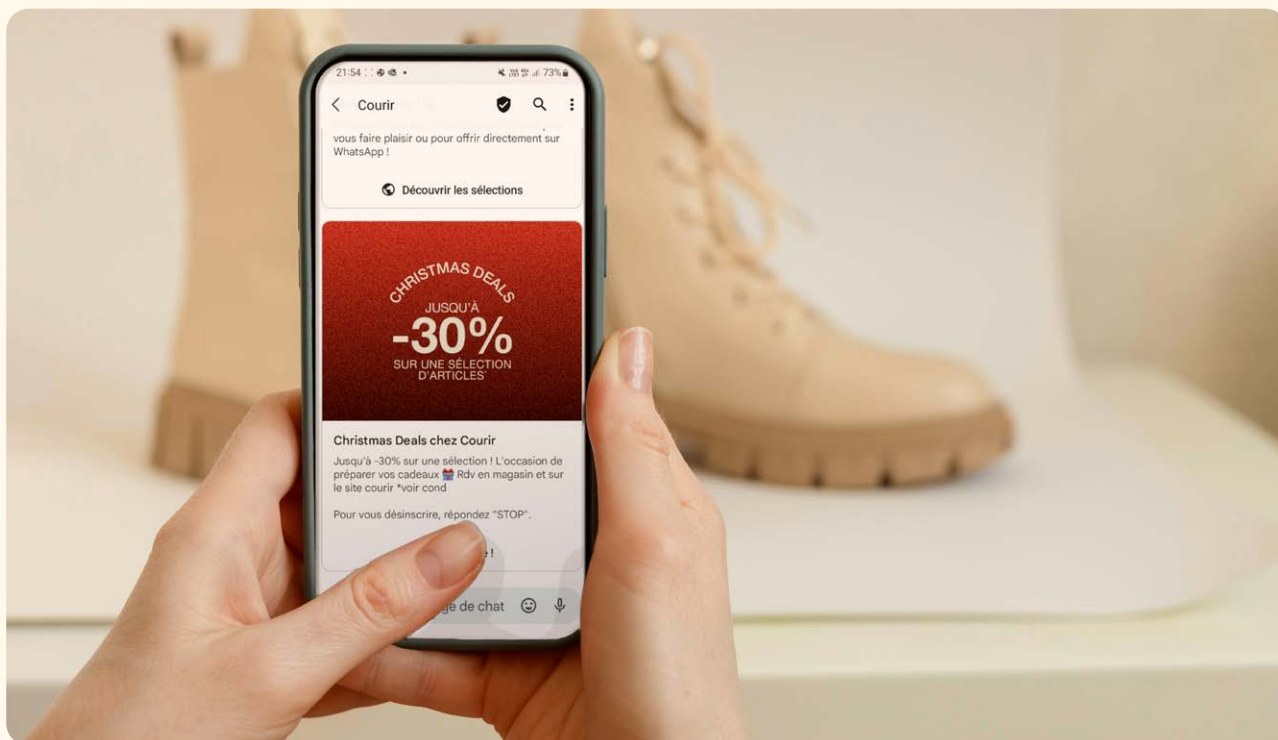 21:54
73%
Courir
vous faire plaisir ou pour offrir directement sur
WhatsApp !
Découvrir les sélections
CHRISTMAS DEALS
JUSQU'À
-30%
SUR UNE SÉLECTION
D'ARTICLES*
Christmas Deals chez Courir
Jusqu'à -30% sur une sélection ! L'occasion de
préparer vos cadeaux 🎁 Rdv en magasin et sur
le site courir *voir cond
Pour vous désinscrire, répondez "STOP".
!
de chat